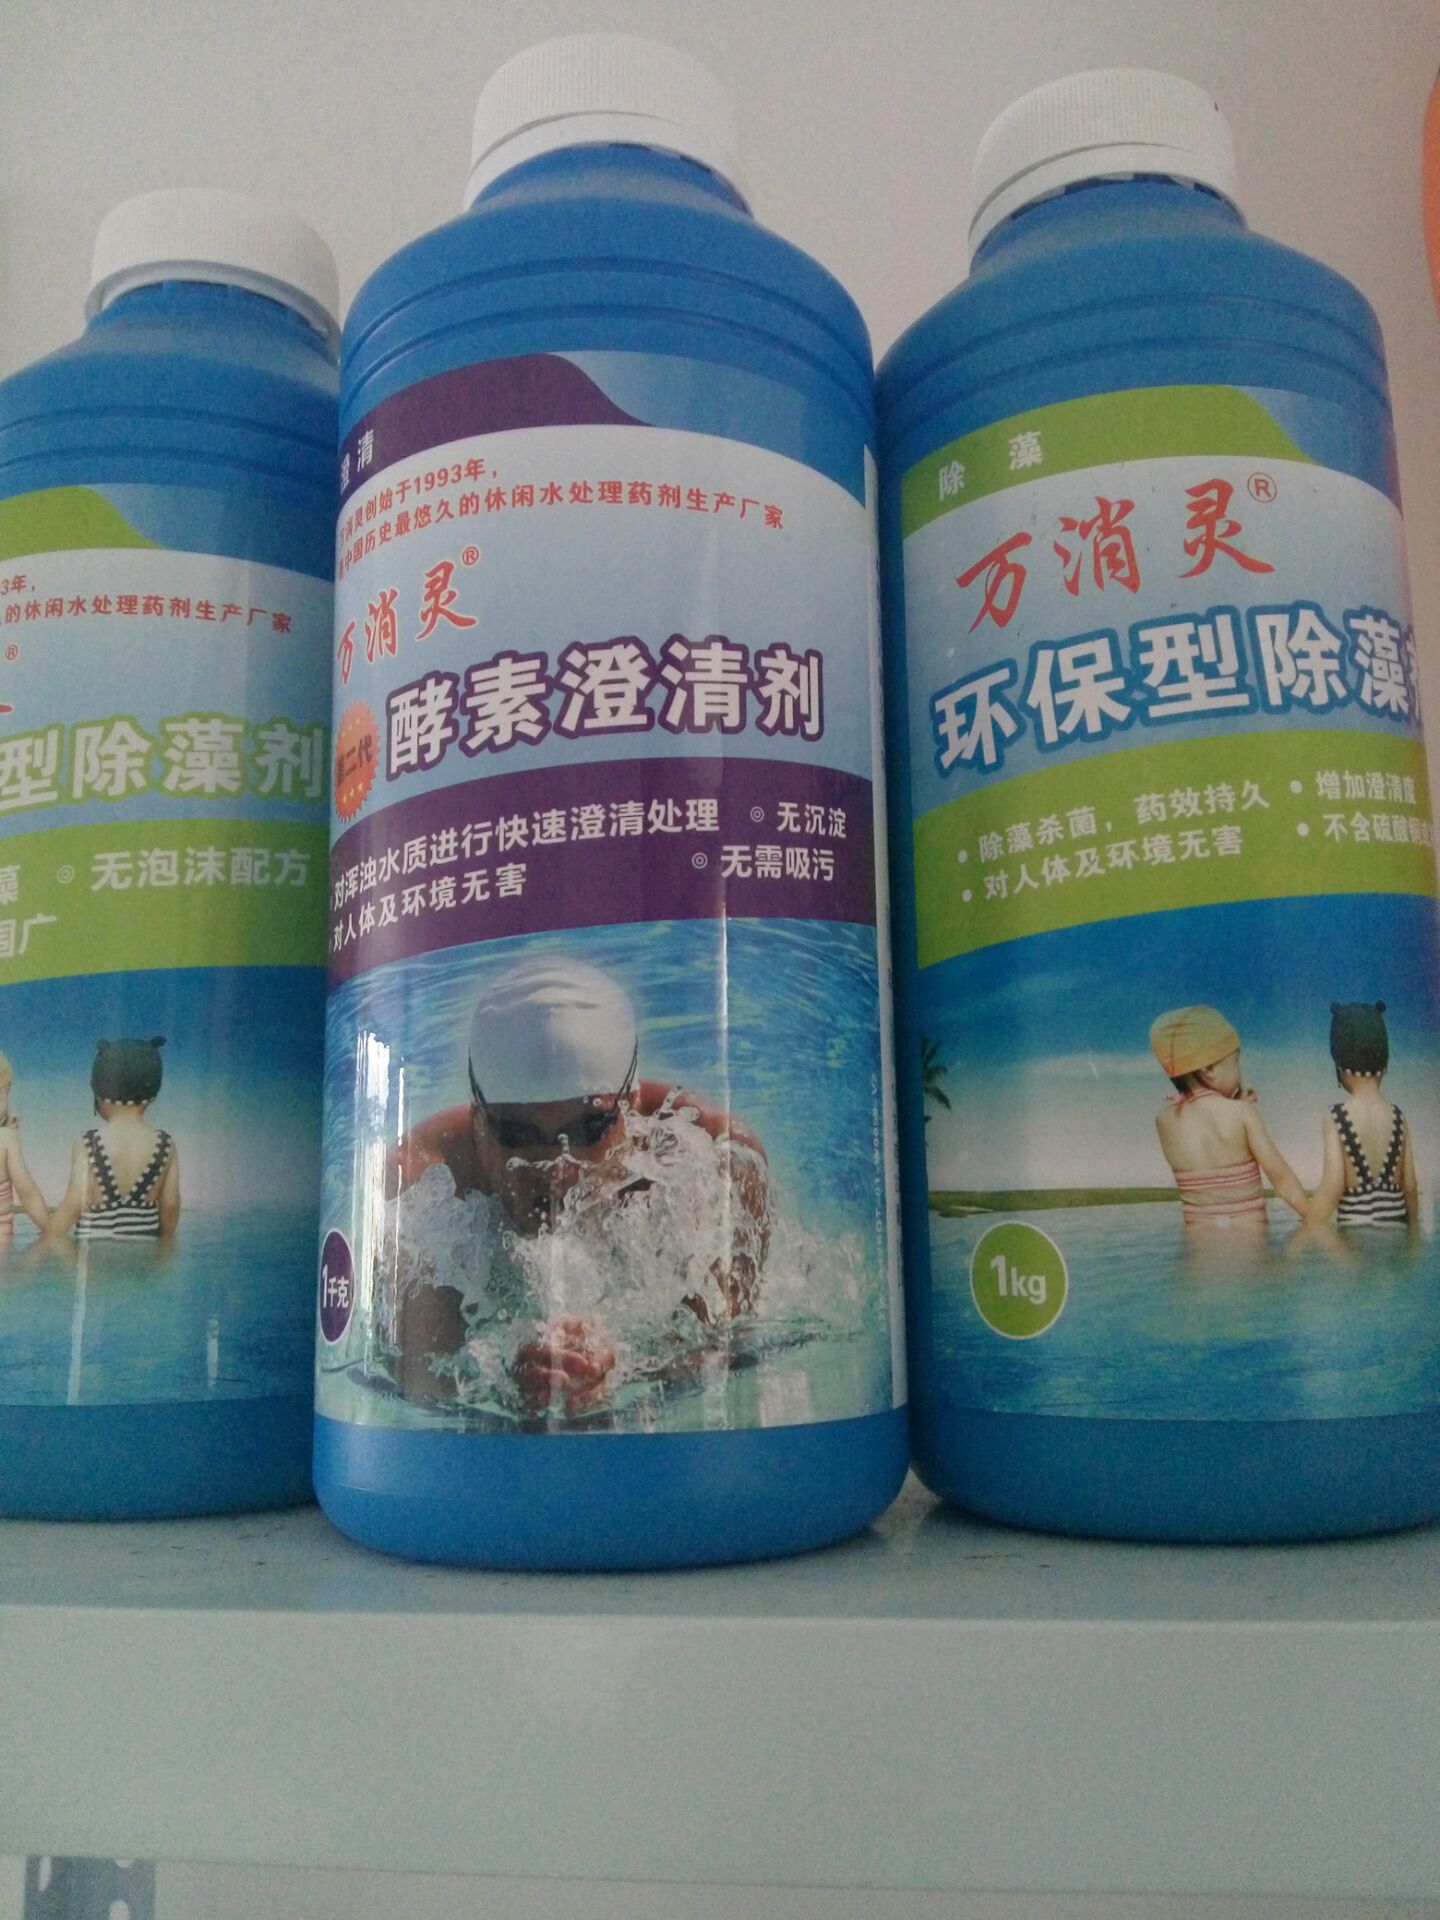 3年，
的休闲水处理药剂生产厂家
®
型除藻剂
藻 ◎ 无泡沫配方
围广
澄清
万消灵创始于1993年，
是中国历史最悠久的休闲水处理药剂生产厂家
万消灵®
第二代
酵素澄清剂
对浑浊水质进行快速澄清处理 ◎ 无沉淀
对人体及环境无害 ◎ 无需吸污
1千克
除 藻
万消灵®
环保型除藻剂
• 除藻杀菌，药效持久 • 增加澄清度
• 对人体及环境无害 • 不含硫酸铜
1kg